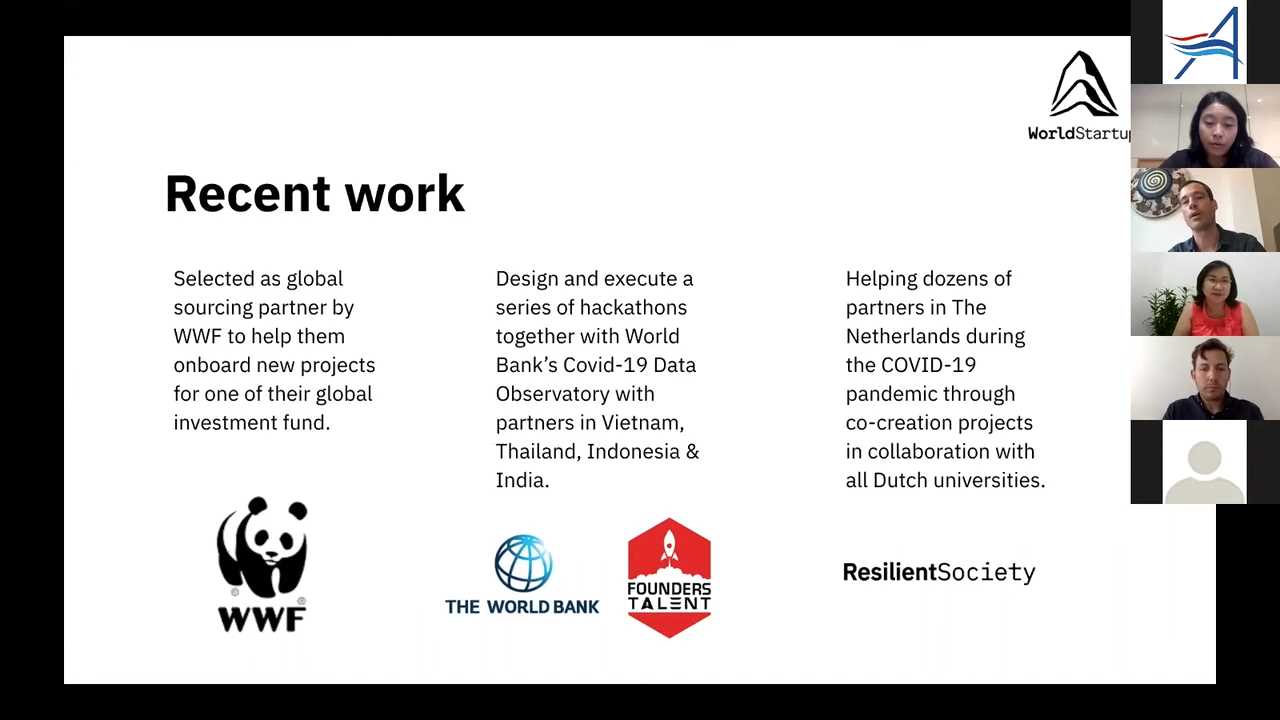 WorldStartup
Recent work
Selected as global
sourcing partner by
WWF to help them
onboard new projects
for one of their global
investment fund.
Design and execute a
series of hackathons
together with World
Bank’s Covid-19 Data
Observatory with
partners in Vietnam,
Thailand, Indonesia &
India.
Helping dozens of
partners in The
Netherlands during
the COVID-19
pandemic through
co-creation projects
in collaboration with
all Dutch universities.
©
®
WWF
THE WORLD BANK
FOUNDERS
TALENT
ResilientSociety